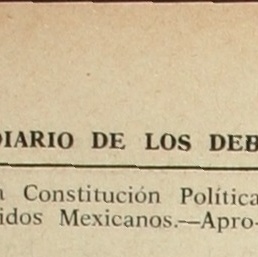 DIARIO DE LOS DEB
a Constitución Política
idos Mexicanos.—Apro-